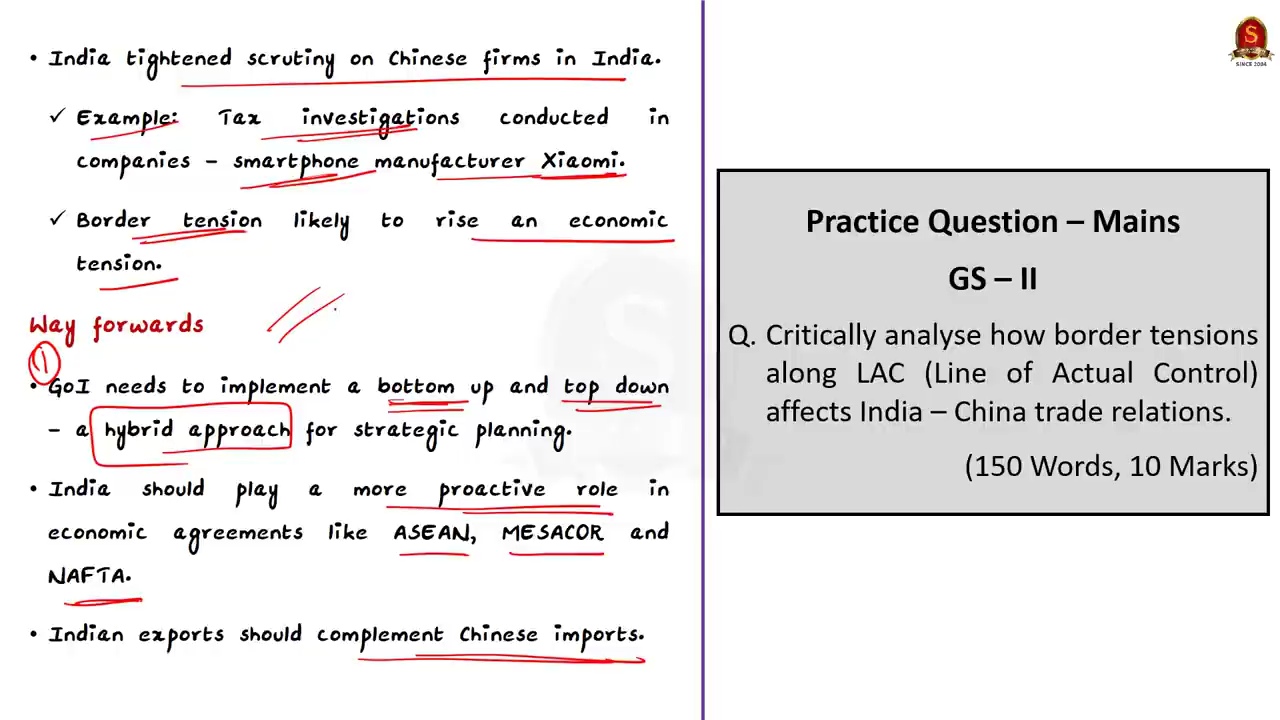 • India tightened scrutiny on Chinese firms in India.
✓ Example: Tax investigations conducted in
companies – smartphone manufacturer Xiaomi.
✓ Border tension likely to rise an economic
tension.
Way forwards
1
• GoI needs to implement a bottom up and top down
– a hybrid approach for strategic planning.
• India should play a more proactive role in
economic agreements like ASEAN, MESACOR and
NAFTA.
• Indian exports should complement Chinese imports.
S
SINCE 2004
Practice Question – Mains
GS – II
Q. Critically analyse how border tensions
along LAC (Line of Actual Control)
affects India – China trade relations.
(150 Words, 10 Marks)